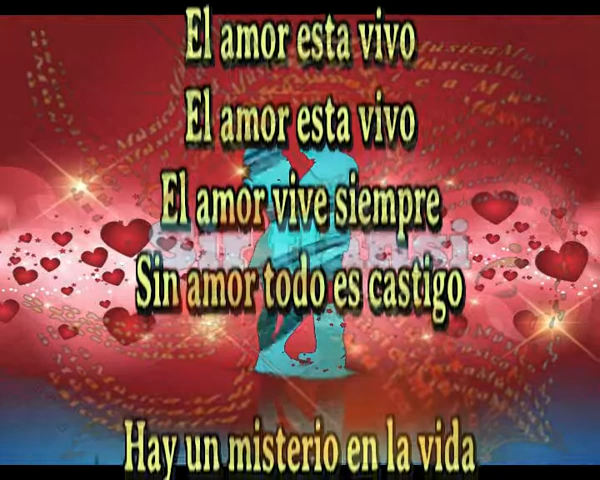 El amor esta vivo
El amor esta vivo
El amor vive siempre
Sin amor todo es castigo
Hay un misterio en la vida